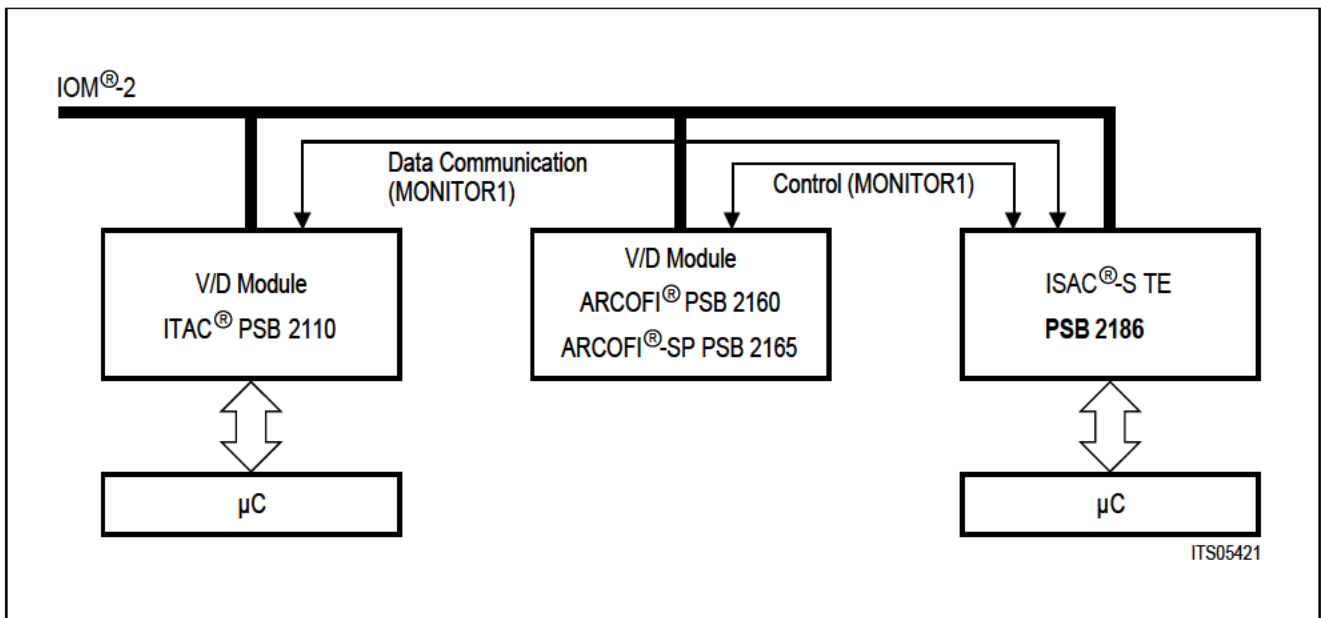 IOM®-2
Data Communication
(MONITOR1)
Control (MONITOR1)
V/D Module
ITAC® PSB 2110
V/D Module
ARCOFI® PSB 2160
ARCOFI®-SP PSB 2165
ISAC®-S TE
PSB 2186
µC
µC
ITS05421